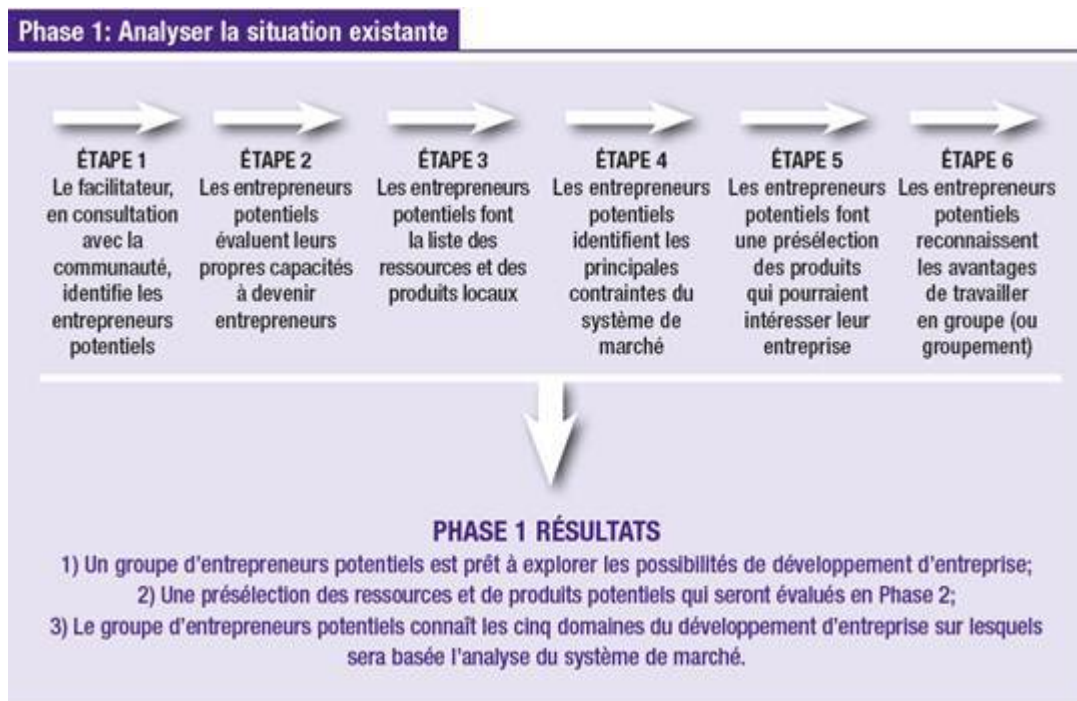 Phase 1: Analyser la situation existante
ÉTAPE 1
Le facilitateur,
en consultation
avec la
communauté,
identifie les
entrepreneurs
potentiels
ÉTAPE 2
Les entrepreneurs
potentiels
évaluent leurs
propres capacités
à devenir
entrepreneurs
ÉTAPE 3
Les entrepreneurs
potentiels font
la liste des
ressources et des
produits locaux
ÉTAPE 4
Les entrepreneurs
potentiels
identifient les
principales
contraintes du
système de
marché
ÉTAPE 5
Les entrepreneurs
potentiels font
une présélection
des produits
qui pourraient
intéresser leur
entreprise
ÉTAPE 6
Les entrepreneurs
potentiels
reconnaissent
les avantages
de travailler
en groupe (ou
groupement)
PHASE 1 RÉSULTATS
1) Un groupe d'entrepreneurs potentiels est prêt à explorer les possibilités de développement d'entreprise;
2) Une présélection des ressources et de produits potentiels qui seront évalués en Phase 2;
3) Le groupe d'entrepreneurs potentiels connaît les cinq domaines du développement d'entreprise sur lesquels
sera basée l'analyse du système de marché.